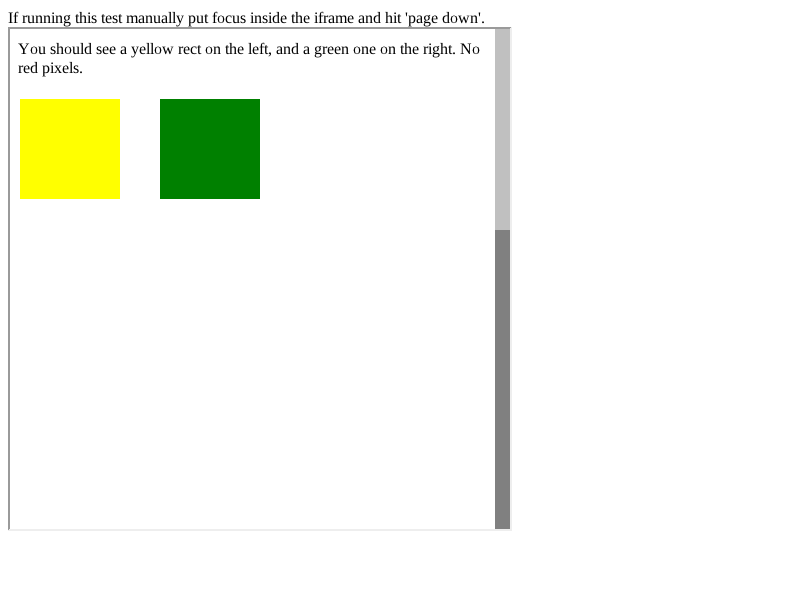 If running this test manually put focus inside the iframe and hit 'page down'.
You should see a yellow rect on the left, and a green one on the right. No
red pixels.